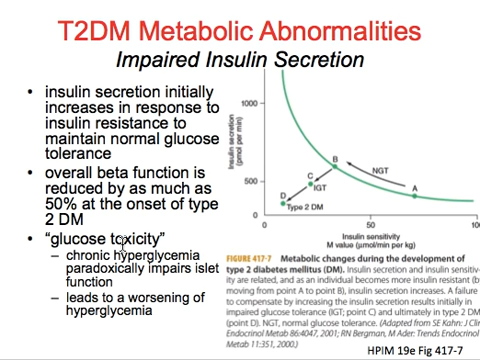 T2DM Metabolic Abnormalities
Impaired Insulin Secretion
• insulin secretion initially
increases in response to
insulin resistance to
maintain normal glucose
tolerance
• overall beta function is
reduced by as much as
50% at the onset of type
2 DM
• "glucose toxicity"
– chronic hyperglycemia
paradoxically impairs islet
function
– leads to a worsening of
hyperglycemia
Insulin secretion
(pmol per min)
1000
500
0
B
NGT
C
IGT
A
D
Type 2 DM
0
50
100
Insulin sensitivity
M value (μmol/min per kg)
FIGURE 417-7 Metabolic changes during the development of
type 2 diabetes mellitus (DM). Insulin secretion and insulin sensitiv-
ity are related, and as an individual becomes more insulin resistant (b
moving from point A to point B), insulin secretion increases. A failure
to compensate by increasing the insulin secretion results initially in
impaired glucose tolerance (IGT; point C) and ultimately in type 2 DM
(point D). NGT, normal glucose tolerance. (Adapted from SE Kahn: J Clin
Endocrinol Metab 86:4047, 2001; RN Bergman, M Ader: Trends Endocrinol
Metab 11:351, 2000.)
HPIM 19e Fig 417-7